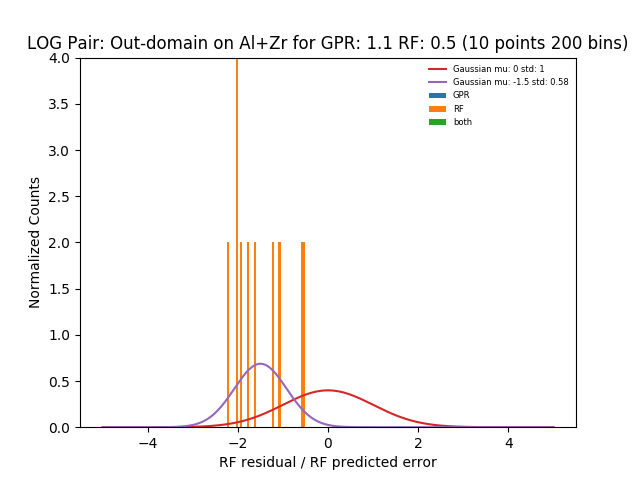 LOG Pair: Out-domain on Al+Zr for GPR: 1.1 RF: 0.5 (10 points 200 bins)
Gaussian mu: 0 std: 1
Gaussian mu: -1.5 std: 0.58
GPR
RF
both
Normalized Counts
4.0
3.5
3.0
2.5
2.0
1.5
1.0
0.5
0.0
−4
−2
0
2
4
RF residual / RF predicted error